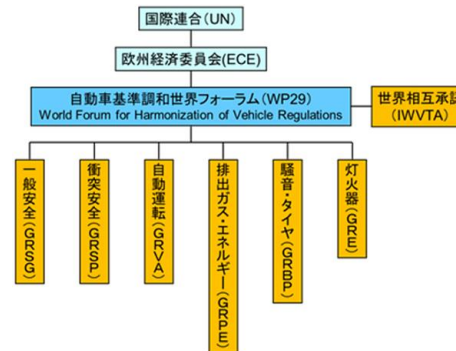 国際連合(UN)
欧州経済委員会(ECE)
自動車基準調和世界フォーラム(WP29)
World Forum for Harmonization of Vehicle Regulations
世界相互承認
(IWVTA)
一般安全(GRSG)
衝突安全(GRSP)
自動運転(GRVA)
排出ガス・エネルギー(GRPE)
騒音・タイヤ(GRBP)
灯火器(GRE)